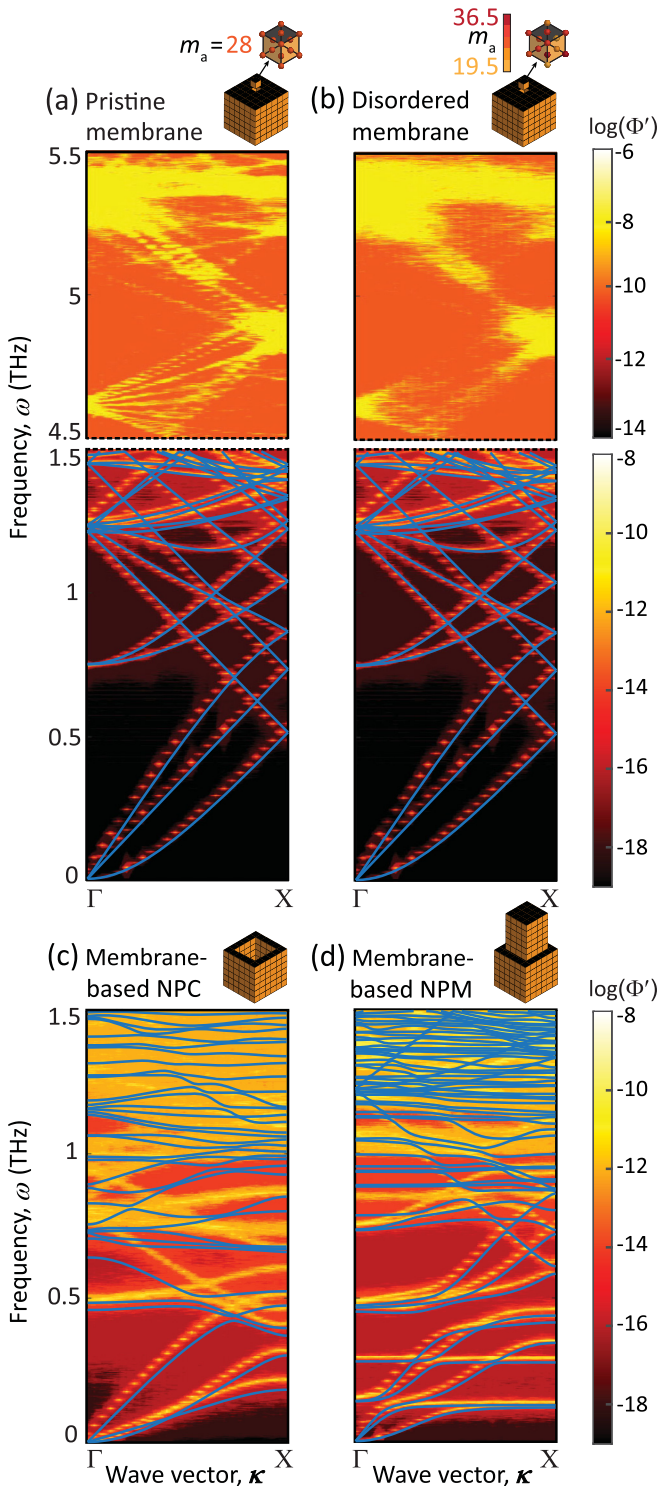 mₐ = 28
36.5
mₐ
19.5
(a) Pristine membrane
(b) Disordered membrane
log(Φ′)
5.5
5
4.5
-6
-8
-10
-12
-14
Frequency, ω (THz)
1.5
1
0.5
0
Γ
X
Γ
X
-8
-10
-12
-14
-16
-18
(c) Membrane-based NPC
(d) Membrane-based NPM
log(Φ′)
1.5
1
0.5
0
Frequency, ω (THz)
-8
-10
-12
-14
-16
-18
Γ
X
Γ
X
Wave vector, κ
Wave vector, κ